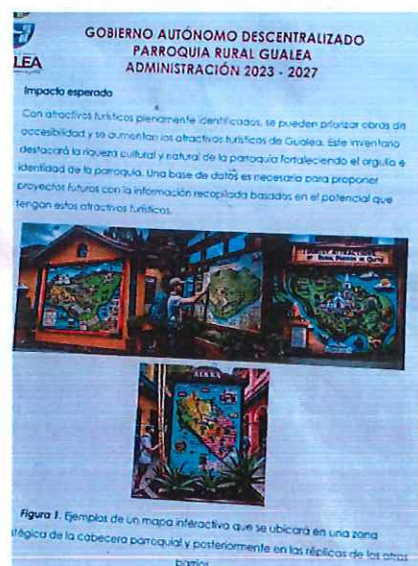 LEA
GOBIERNO AUTÓNOMO DESCENTRALIZADO
PARROQUIA RURAL GUALEA
ADMINISTRACIÓN 2023 - 2027
Impacto esperado
Con atractivos turísticos plenamente identificados, se pueden priorizar obras de
accesibilidad y se aumentan los atractivos turísticos de Gualea. Este inventario
destacará la riqueza cultural y natural de la parroquia fortaleciendo el orgullo e
identidad de la parroquia. Una base de datos es necesaria para proponer
proyectos futuros con la información recopilada basados en el potencial que
tengan estos atractivos turísticos.
Figura 1. Ejemplos de un mapa interactivo que se ubicará en una zona
atégica de la cabecera parroquial y posteriormente en las réplicas de los otros
barrios